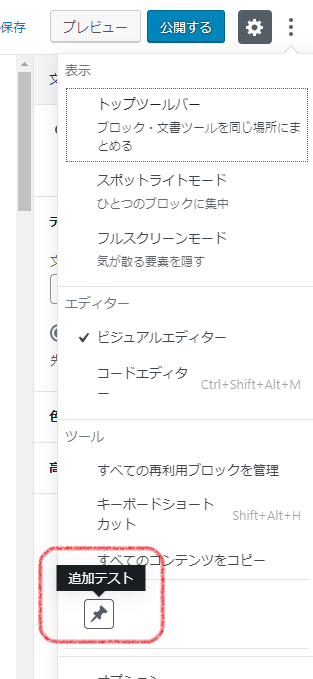 保存
プレビュー
公開する
表示
トップツールバー
ブロック・文書ツールを同じ場所にま
とめる
スポットライトモード
ひとつのブロックに集中
フルスクリーンモード
気が散る要素を隠す
エディター
ビジュアルエディター
コードエディタ
ー
Ctrl+Shift+Alt+M
ツール
すべての再利用ブロックを管理
キーボードショート
カット
Shift+Alt+H
すべてのコンテンツをコピー
追加テスト
オプション